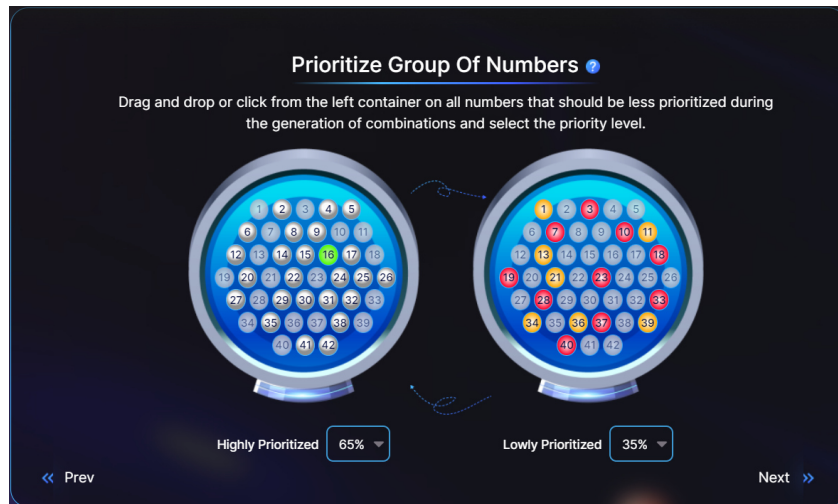 Prioritize Group Of Numbers ?
Drag and drop or click from the left container on all numbers that should be less prioritized during
the generation of combinations and select the priority level.
1 2 3 4 5
6 7 8 9 10 11
12 13 14 15 16 17 18
19 20 21 22 23 24 25 26
27 28 29 30 31 32 33
34 35 36 37 38 39
40 41 42
1 2 3 4 5
6 7 8 9 10 11
12 13 14 15 16 17 18
19 20 21 22 23 24 25 26
27 28 29 30 31 32 33
34 35 36 37 38 39
40 41 42
Highly Prioritized 65%
Lowly Prioritized 35%
Prev
Next